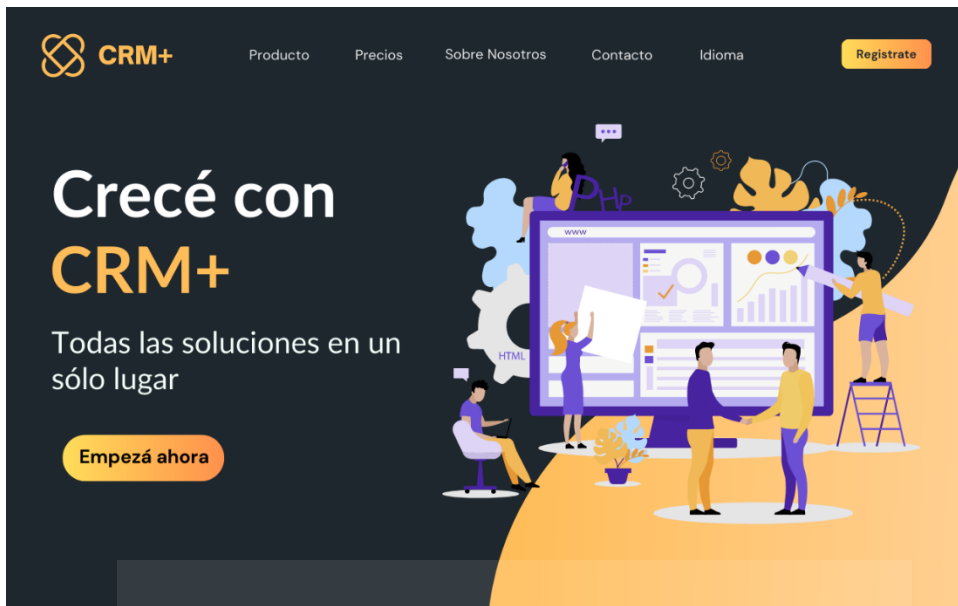 CRM+
Producto Precios Sobre Nosotros Contacto Idioma Registrate
Crecé con
CRM+
Todas las soluciones en un
sólo lugar
Empezá ahora
PHP
www
HTML